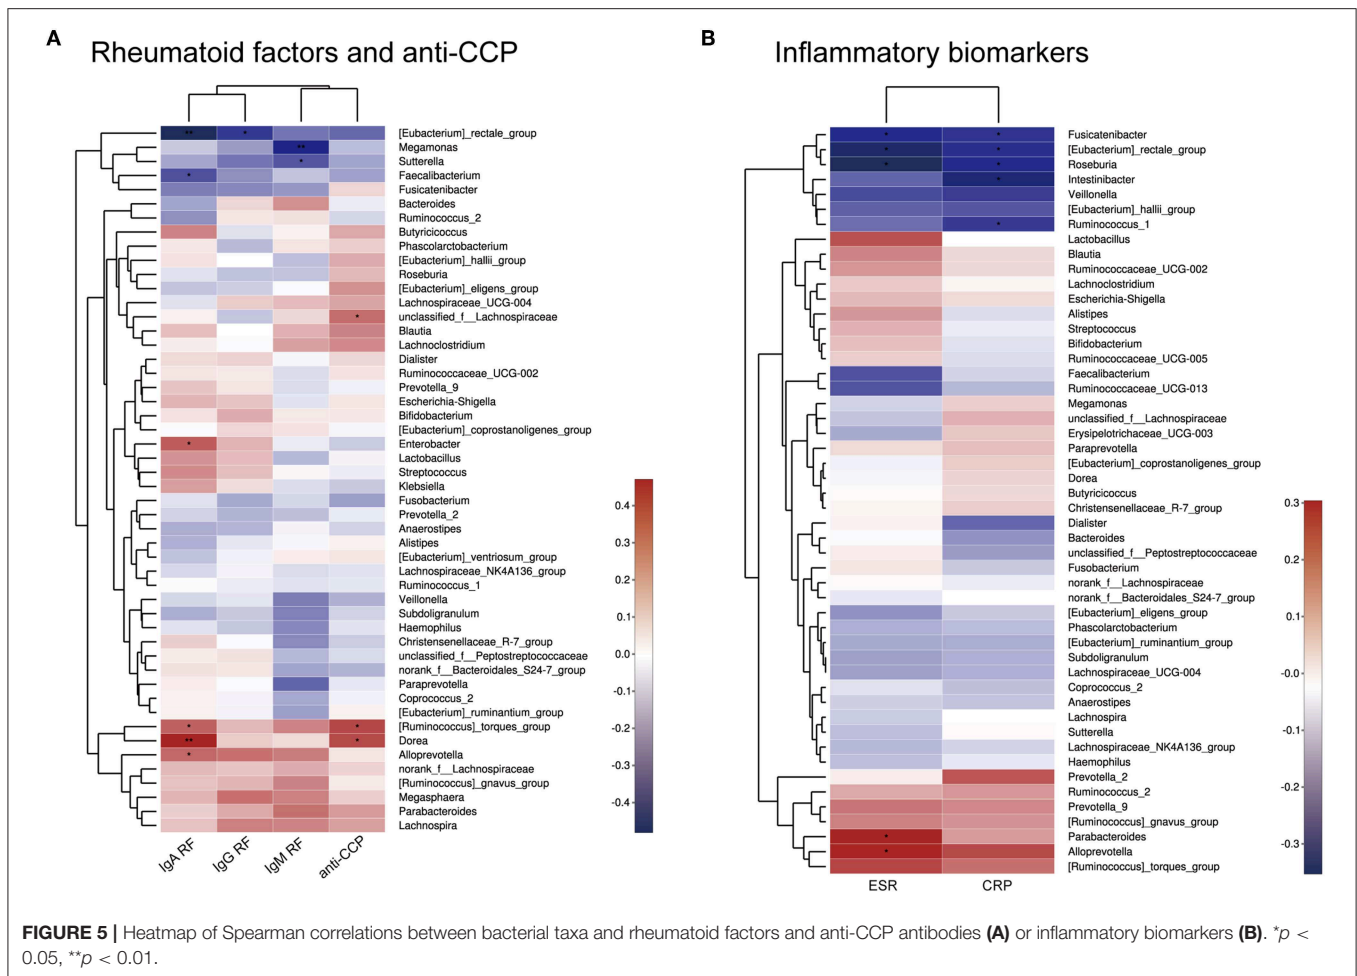 A
Rheumatoid factors and anti-CCP
**
*
[Eubacterium]_rectale_group
**
Megamonas
*
Sutterella
*
Faecalibacterium
Fusicatenibacter
Bacteroides
Ruminococcus_2
Butyricicoccus
Phascolarctobacterium
[Eubacterium]_hallii_group
Roseburia
[Eubacterium]_eligens_group
Lachnospiraceae_UCG-004
*
unclassified_f__Lachnospiraceae
Blautia
Lachnoclostridium
Dialister
Ruminococcaceae_UCG-002
Prevotella_9
Escherichia-Shigella
Bifidobacterium
[Eubacterium]_coprostanoligenes_group
*
Enterobacter
Lactobacillus
Streptococcus
Klebsiella
Fusobacterium
Prevotella_2
Anaerostipes
Alistipes
[Eubacterium]_ventriosum_group
Lachnospiraceae_NK4A136_group
Ruminococcus_1
Veillonella
Subdoligranulum
Haemophilus
Christensenellaceae_R-7_group
unclassified_f__Peptostreptococcaceae
norank_f__Bacteroidales_S24-7_group
Paraprevotella
Coprococcus_2
[Eubacterium]_ruminantium_group
*
*
[Ruminococcus]_torques_group
**
*
Dorea
*
Alloprevotella
norank_f__Lachnospiraceae
[Ruminococcus]_gnavus_group
Megasphaera
Parabacteroides
Lachnospira
IgA RF
IgG RF
IgM RF
anti-CCP
0.4
0.3
0.2
0.1
0.0
-0.1
-0.2
-0.3
-0.4
B
Inflammatory biomarkers
*
*
Fusicatenibacter
*
*
[Eubacterium]_rectale_group
*
*
Roseburia
*
Intestinibacter
Veillonella
[Eubacterium]_hallii_group
*
Ruminococcus_1
Lactobacillus
Blautia
Ruminococcaceae_UCG-002
Lachnoclostridium
Escherichia-Shigella
Alistipes
Streptococcus
Bifidobacterium
Ruminococcaceae_UCG-005
Faecalibacterium
Ruminococcaceae_UCG-013
Megamonas
unclassified_f__Lachnospiraceae
Erysipelotrichaceae_UCG-003
Paraprevotella
[Eubacterium]_coprostanoligenes_group
Dorea
Butyricicoccus
Christensenellaceae_R-7_group
Dialister
Bacteroides
unclassified_f__Peptostreptococcaceae
Fusobacterium
norank_f__Lachnospiraceae
norank_f__Bacteroidales_S24-7_group
[Eubacterium]_eligens_group
Phascolarctobacterium
[Eubacterium]_ruminantium_group
Subdoligranulum
Lachnospiraceae_UCG-004
Coprococcus_2
Anaerostipes
Lachnospira
Sutterella
Lachnospiraceae_NK4A136_group
Haemophilus
Prevotella_2
Ruminococcus_2
Prevotella_9
[Ruminococcus]_gnavus_group
*
Parabacteroides
*
Alloprevotella
[Ruminococcus]_torques_group
ESR
CRP
0.3
0.2
0.1
-0.0
-0.1
-0.2
-0.3
FIGURE 5 | Heatmap of Spearman correlations between bacterial taxa and rheumatoid factors and anti-CCP antibodies (A) or inflammatory biomarkers (B). *p <
0.05, **p < 0.01.